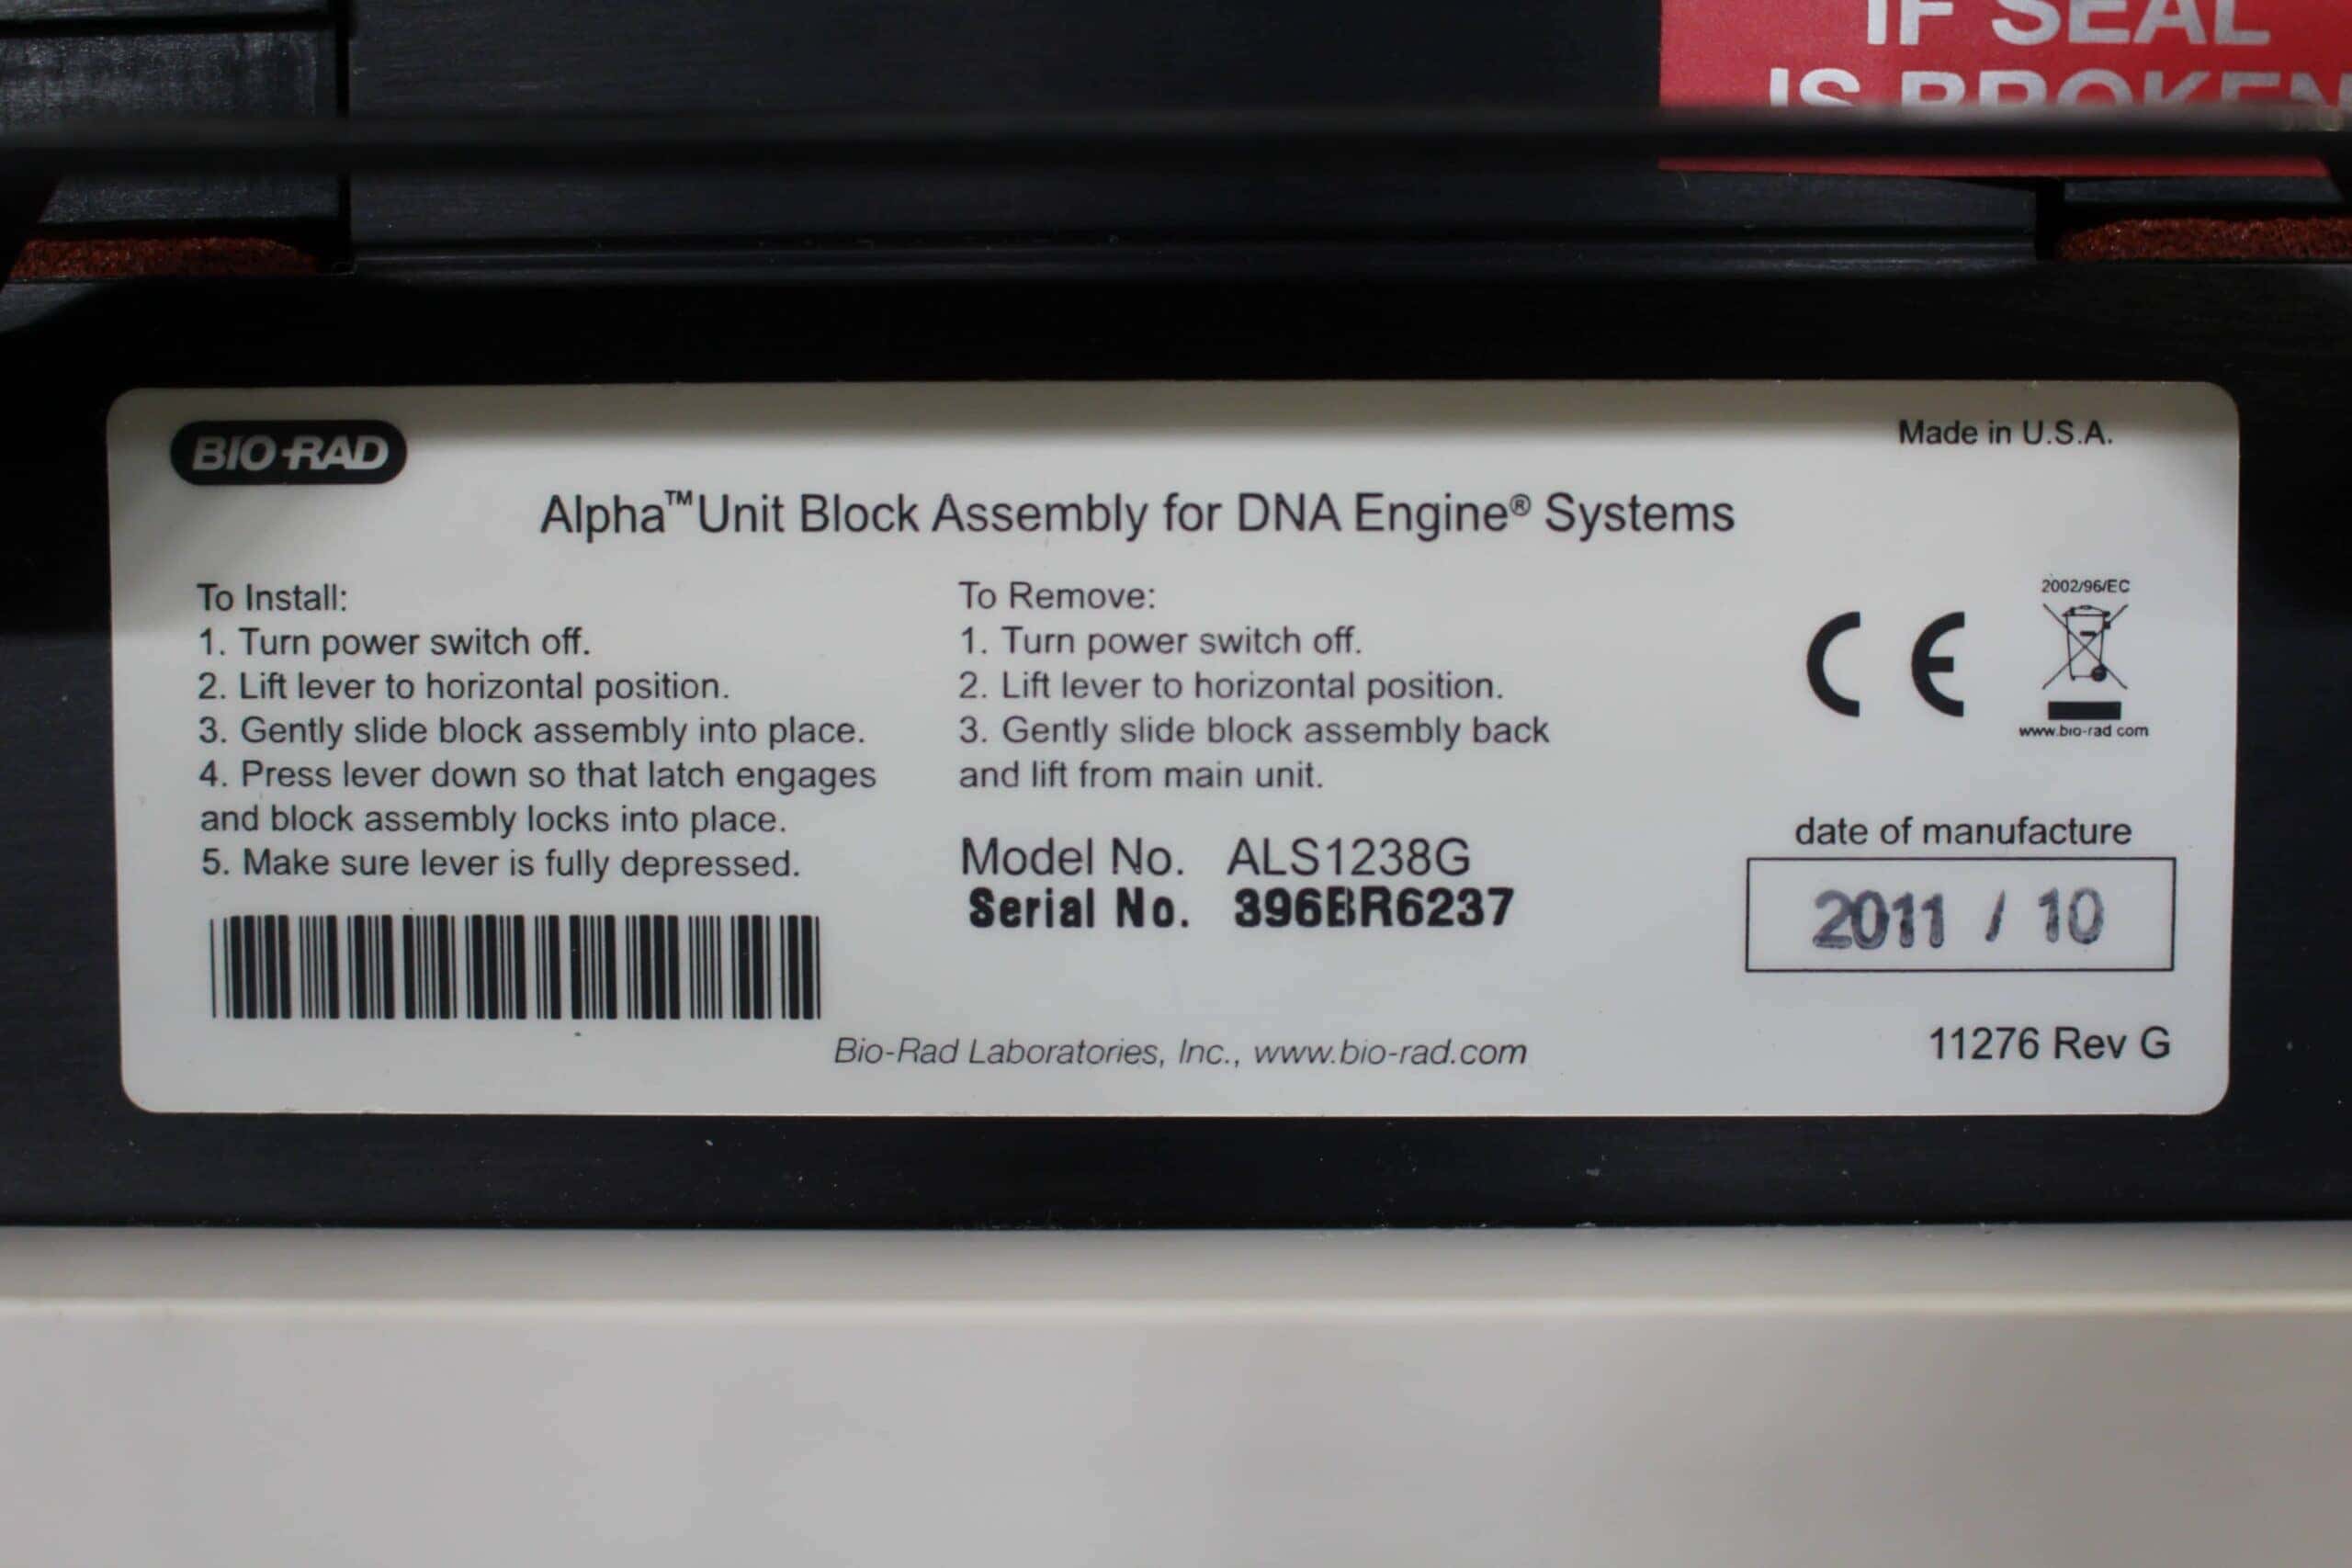 IF SEAL
IS BROKEN
BIO-RAD
Made in U.S.A.
Alpha™ Unit Block Assembly for DNA Engine® Systems
To Install:
1. Turn power switch off.
2. Lift lever to horizontal position.
3. Gently slide block assembly into place.
4. Press lever down so that latch engages
and block assembly locks into place.
5. Make sure lever is fully depressed.
To Remove:
1. Turn power switch off.
2. Lift lever to horizontal position.
3. Gently slide block assembly back
and lift from main unit.
Model No. ALS1238G
Serial No. 396BR6237
2002/96/EC
CE
www.bio-rad.com
date of manufacture
2011 / 10
Bio-Rad Laboratories, Inc., www.bio-rad.com
11276 Rev G